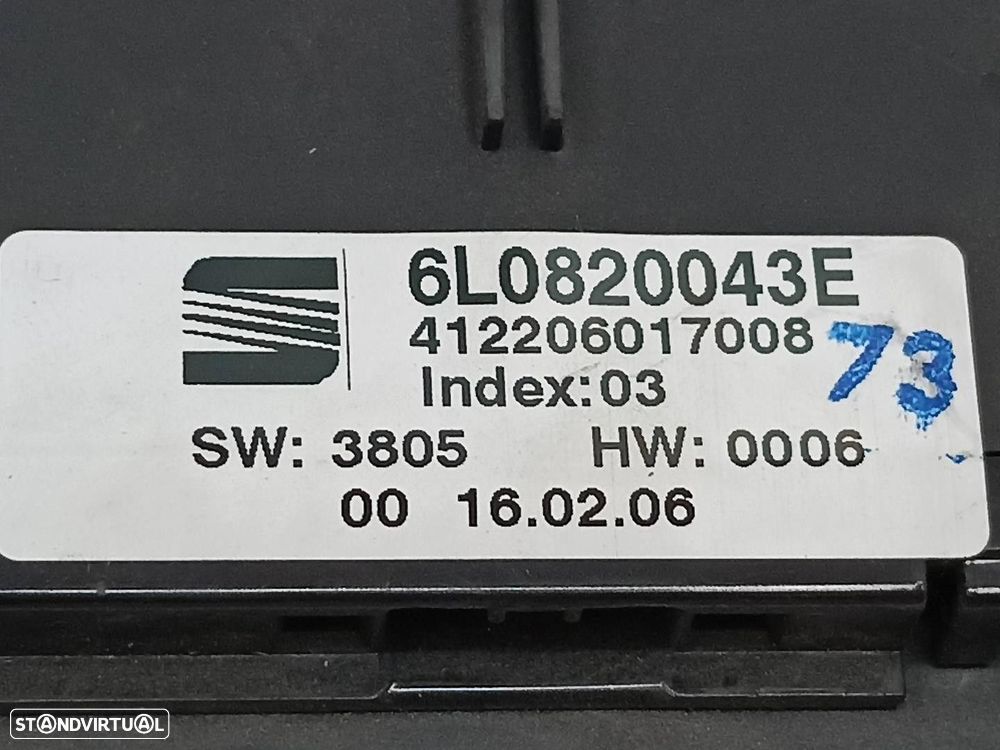 6L0820043E
412206017008
73
Index:03
SW: 3805 HW: 0006
00 16.02.06
STANDVIRTUAL